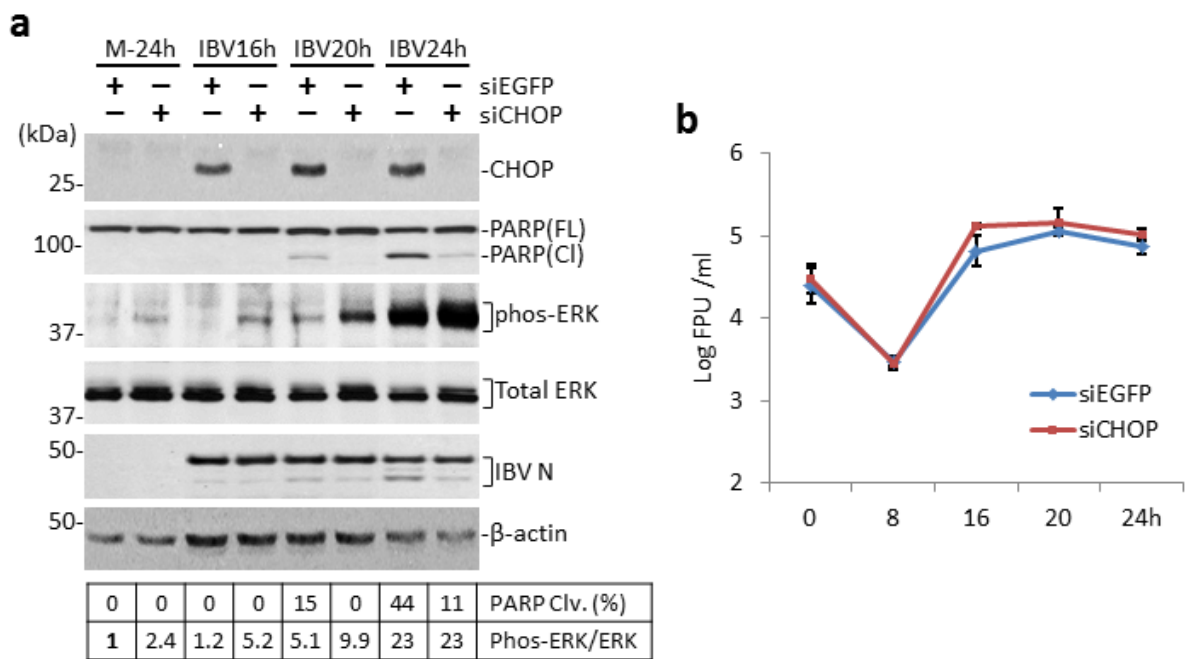 a
M-24h IBV16h IBV20h IBV24h
+ – + – + – + – siEGFP
– + – + – + – + siCHOP
(kDa)
-CHOP
25-
-PARP(FL)
100-
-PARP(Cl)
phos-ERK
37-
Total ERK
37-
50-
IBV N
50-
-β-actin
0 0 0 0 15 0 44 11 PARP Clv. (%)
1 2.4 1.2 5.2 5.1 9.9 23 23 Phos-ERK/ERK
b
6
5
4
3
2
Log FPU /ml
siEGFP
siCHOP
0 8 16 20 24h